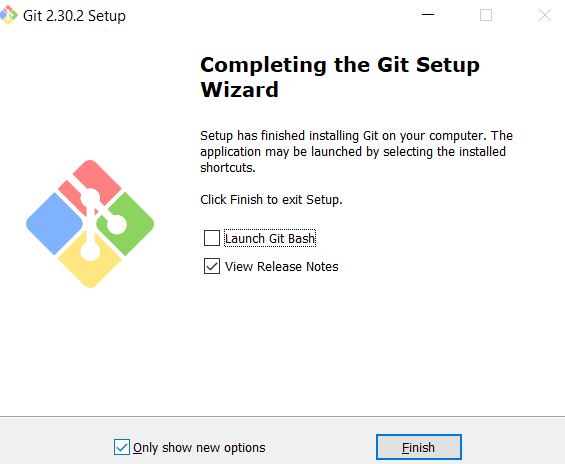 Git 2.30.2 Setup
Completing the Git Setup
Wizard
Setup has finished installing Git on your computer. The
application may be launched by selecting the installed
shortcuts.
Click Finish to exit Setup.
Launch Git Bash
View Release Notes
Only show new options
Finish